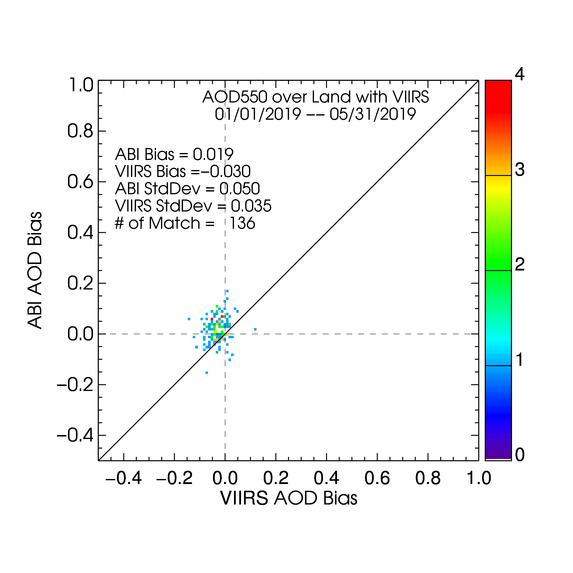 AOD550 over Land with VIIRS
01/01/2019 -- 05/31/2019
ABI Bias = 0.019
VIIRS Bias =-0.030
ABI StdDev = 0.050
VIIRS StdDev = 0.035
# of Match = 136
ABI AOD Bias
1.0
0.8
0.6
0.4
0.2
0.0
-0.2
-0.4
-0.4 -0.2 0.0 0.2 0.4 0.6 0.8 1.0
VIIRS AOD Bias
4
3
2
1
0